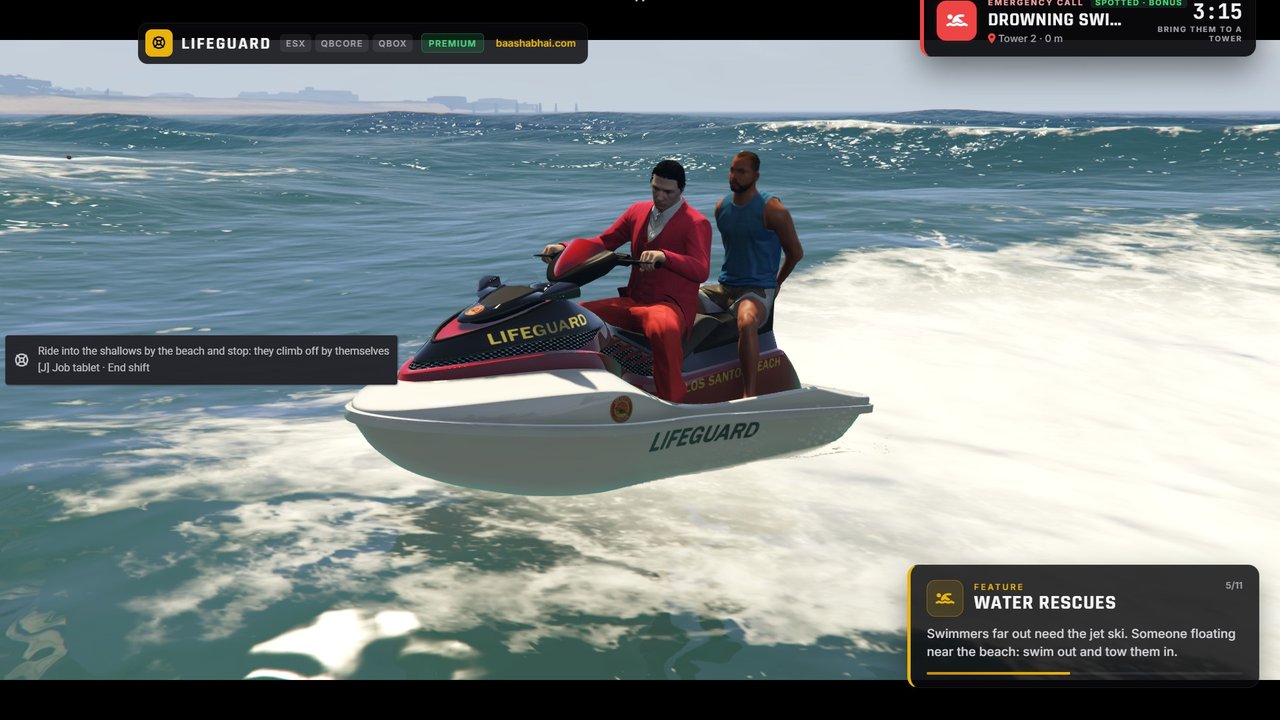 LIFEGUARD ESX QBCORE QBOX PREMIUM baashabhai.com
EMERGENCY CALL SPOTTED · BONUS
DROWNING SWI...
Tower 2 · 0 m
3:15
BRING THEM TO A
TOWER
Ride into the shallows by the beach and stop: they climb off by themselves
[J] Job tablet · End shift
LIFEGUARD
LOS SANTO BEACH
LIFEGUARD
FEATURE
5/11
WATER RESCUES
Swimmers far out need the jet ski. Someone floating
near the beach: swim out and tow them in.